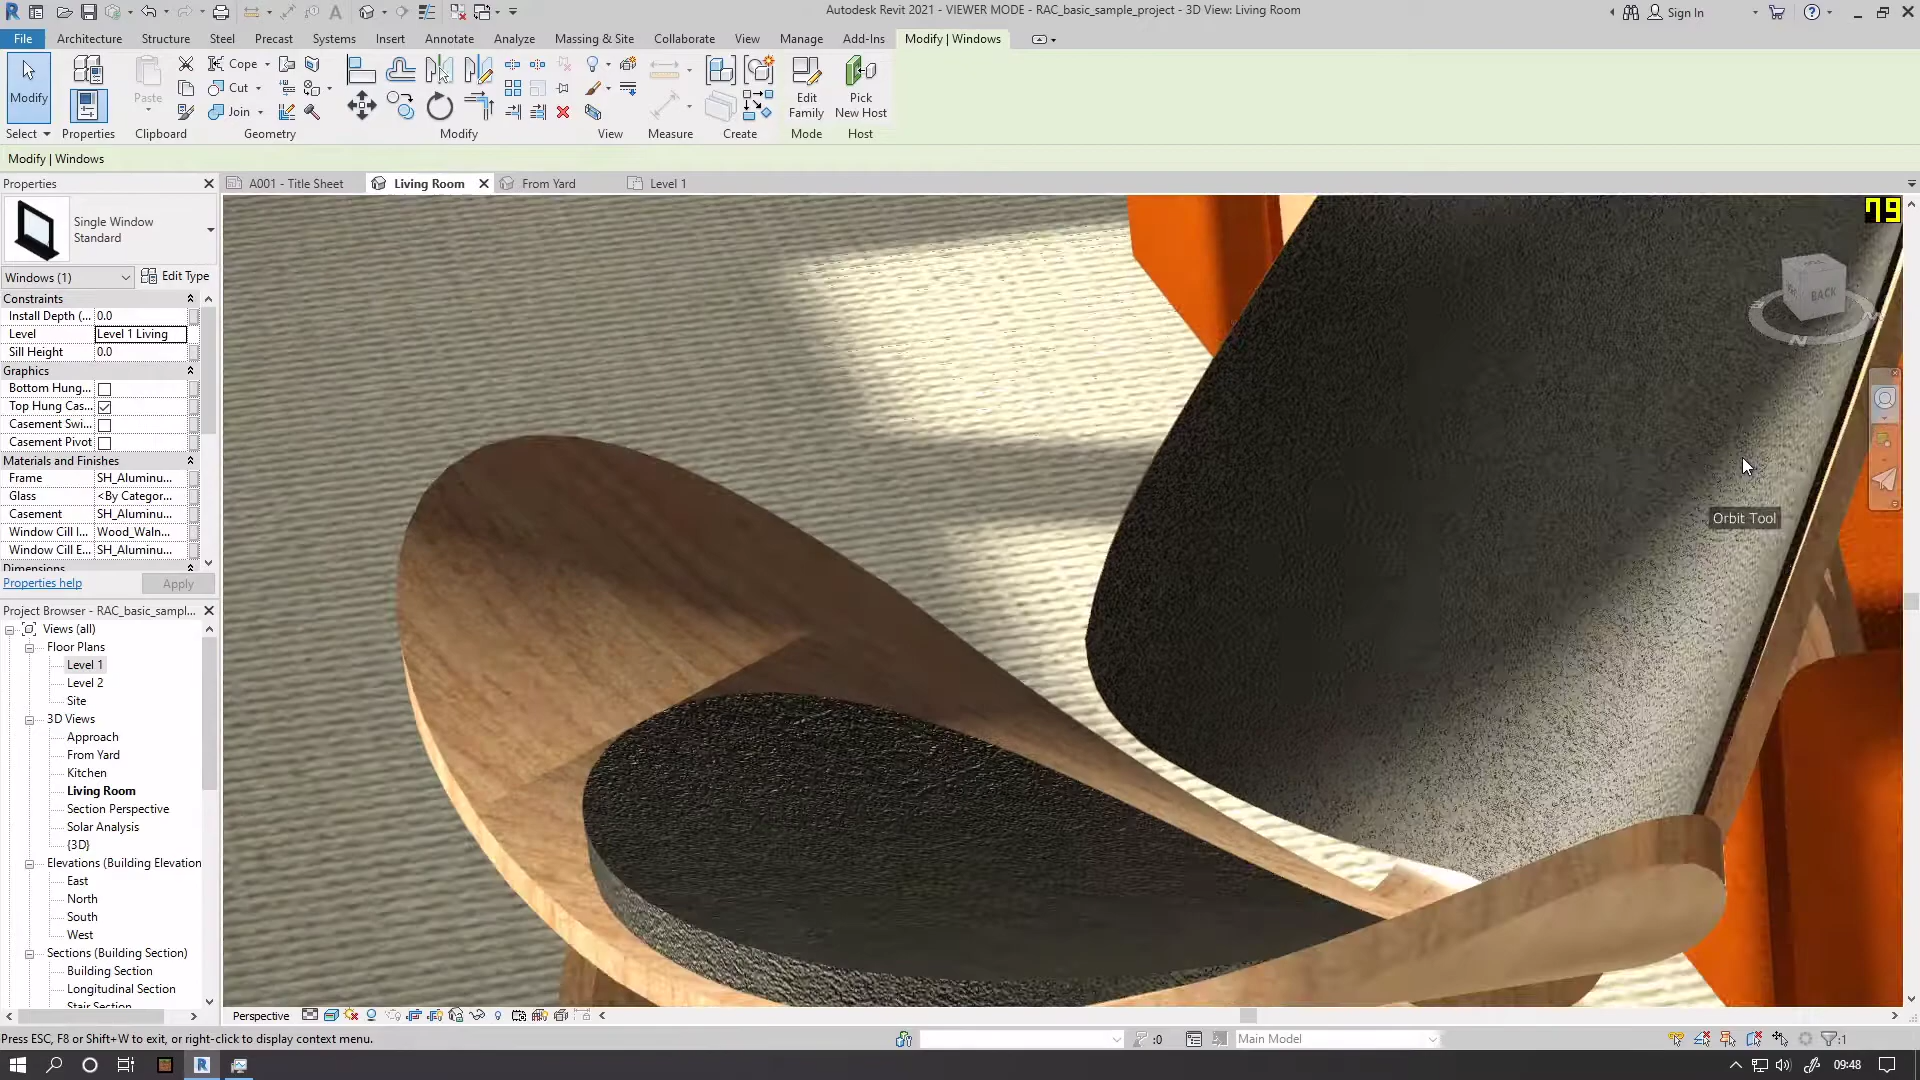 Autodesk Revit 2021 - VIEWER MODE - RAC_basic_sample_project - 3D View: Living Room
Sign In
File Architecture Structure Steel Precast Systems Insert Annotate Analyze Massing & Site Collaborate View Manage Add-Ins Modify | Windows
Modify
Paste
Cope
Cut
Join
Edit Family
Pick New Host
Select Properties Clipboard Geometry Modify View Measure Create Mode Host
Modify | Windows
Properties
A001 - Title Sheet
Living Room
From Yard
Level 1
Single Window
Standard
79
Windows (1)
Edit Type
Constraints
Install Depth (... 0.0
Level Level 1 Living
Sill Height 0.0
Graphics
Bottom Hung...
Top Hung Cas...
Casement Swi...
Casement Pivot
Materials and Finishes
Frame SH_Aluminu...
Glass <By Categor...
Casement SH_Aluminu...
Window Cill I... Wood_Waln...
Window Cill E... SH_Aluminu...
Dimensions
Properties help
Apply
BACK
N
Orbit Tool
Project Browser - RAC_basic_sampl...
Views (all)
Floor Plans
Level 1
Level 2
Site
3D Views
Approach
From Yard
Kitchen
Living Room
Section Perspective
Solar Analysis
{3D}
Elevations (Building Elevation
East
North
South
West
Sections (Building Section)
Building Section
Longitudinal Section
Stair Section
Perspective
Press ESC, F8 or Shift+W to exit, or right-click to display context menu.
:0
Main Model
:1
09:48